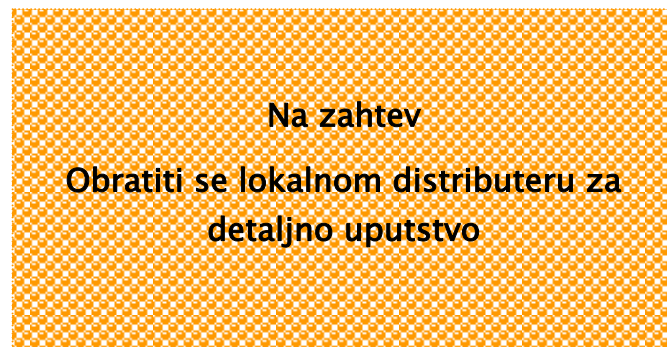 Na zahtev
Obratiti se lokalnom distributeru za
detaljno uputstvo